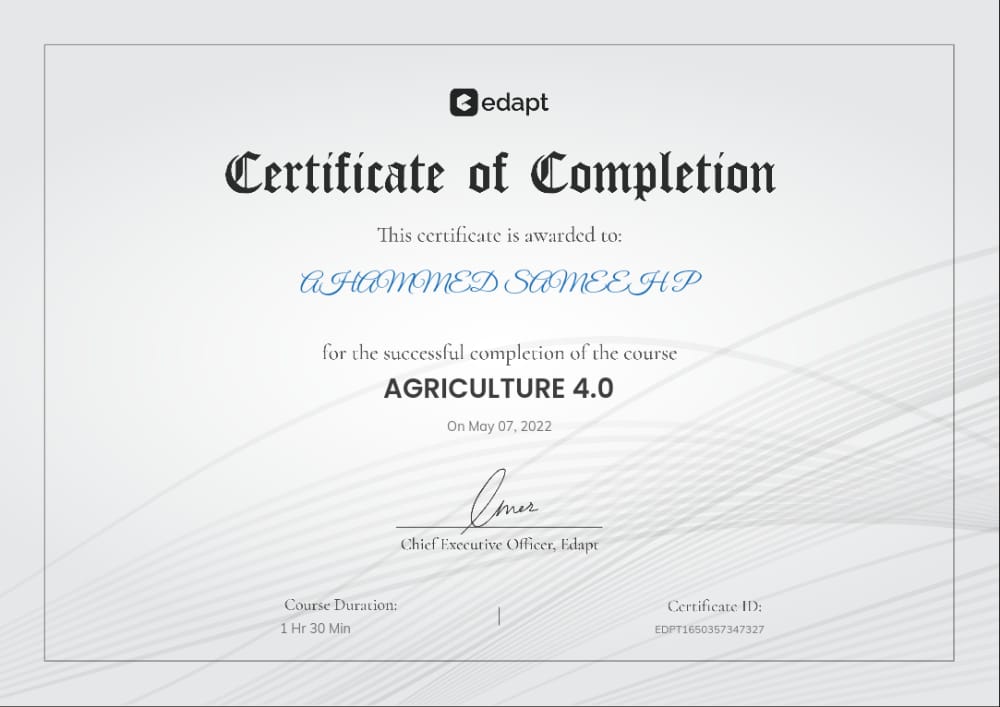 edapt
Certificate of Completion
This certificate is awarded to:
AHAMMED SAMEEH P
for the successful completion of the course
AGRICULTURE 4.0
On May 07, 2022
Omer
Chief Executive Officer, Edapt
Course Duration:
1 Hr 30 Min
Certificate ID:
EDPT1650357347327